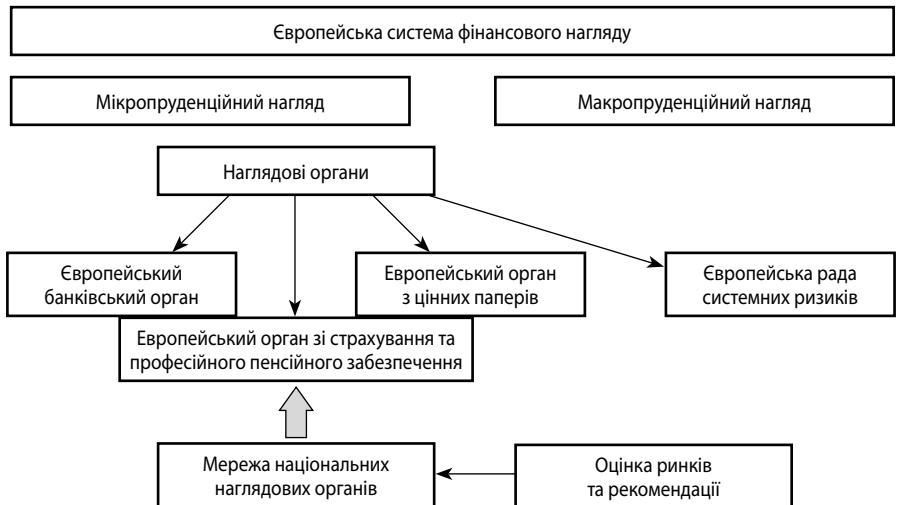 Європейська система фінансового нагляду
Мікропруденційний нагляд
Макропруденційний нагляд
Наглядові органи
Європейський
банківський орган
Европейський орган
з цінних паперів
Європейська рада
системних ризиків
Европейський орган зі страхування та
професійного пенсійного забезпечення
Мережа національних
наглядових органів
Оцінка ринків
та рекомендації